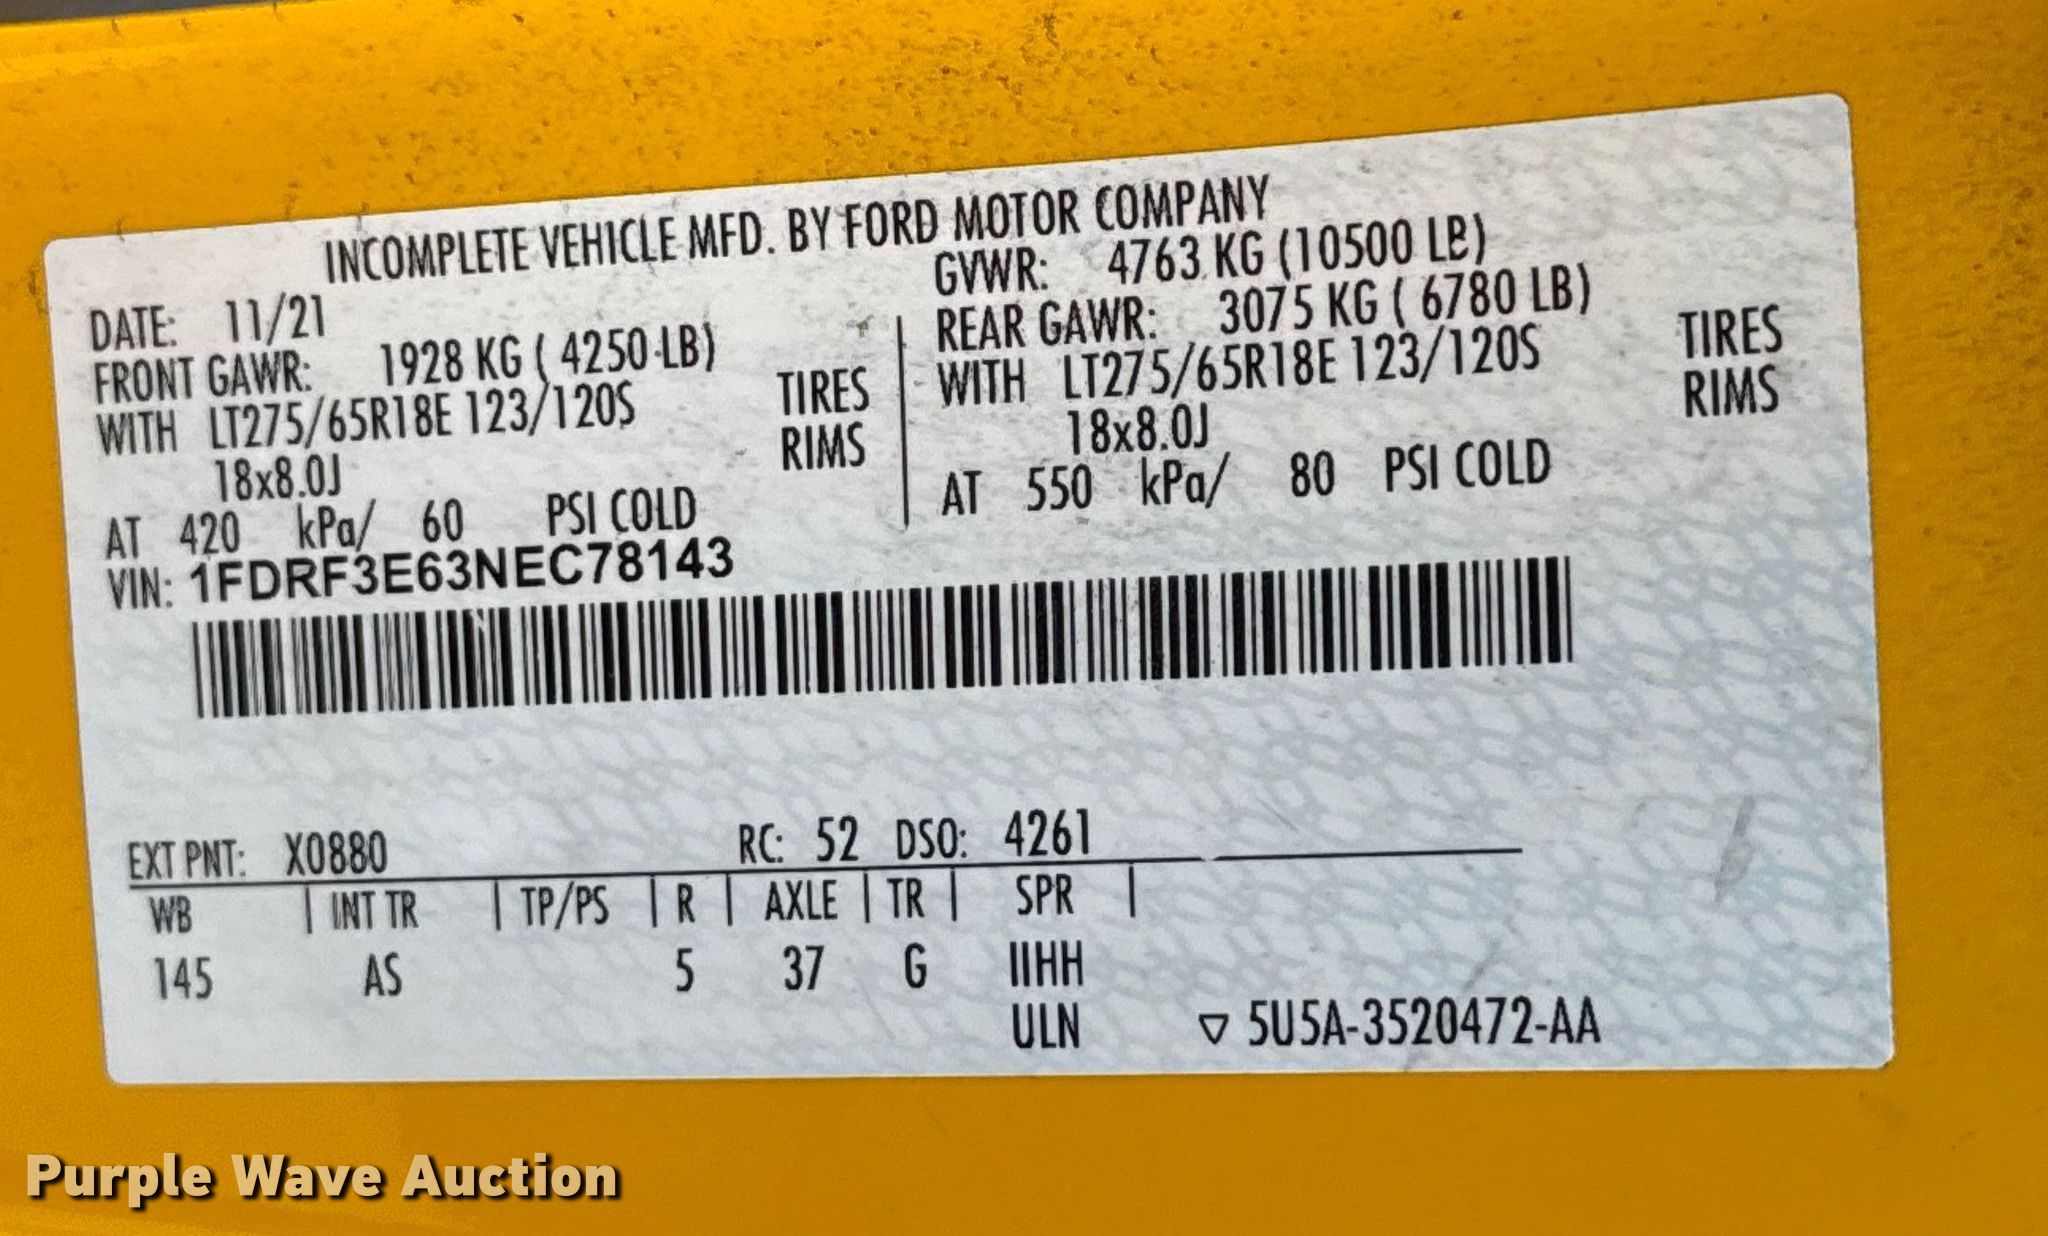 INCOMPLETE VEHICLE MFD. BY FORD MOTOR COMPANY
DATE: 11/21
GVWR: 4763 KG (10500 LB)
FRONT GAWR: 1928 KG ( 4250 LB)
REAR GAWR: 3075 KG ( 6780 LB)
WITH LT275/65R18E 123/120S TIRES
WITH LT275/65R18E 123/120S TIRES
18x8.0J RIMS
18x8.0J RIMS
AT 420 kPa/ 60 PSI COLD
AT 550 kPa/ 80 PSI COLD
VIN: 1FDRF3E63NEC78143
EXT PNT: X0880 RC: 52 DSO: 4261
WB | INT TR | TP/PS | R | AXLE | TR | SPR |
145 AS 5 37 G IIHH
ULN ▽ 5U5A-3520472-AA
Purple Wave Auction